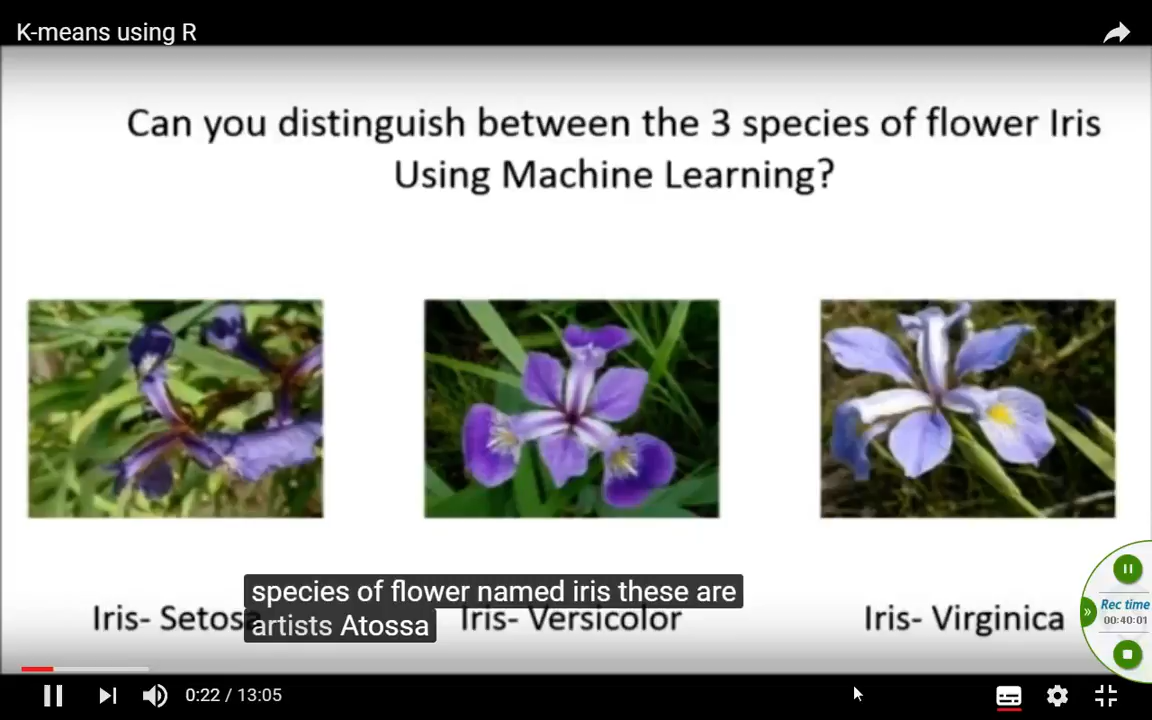 K-means using R
Can you distinguish between the 3 species of flower Iris
Using Machine Learning?
species of flower named iris these are
artists Atossa
Iris- Setosa
Iris- Versicolor
Iris- Virginica
Rec time
00:40:01
0:22 / 13:05